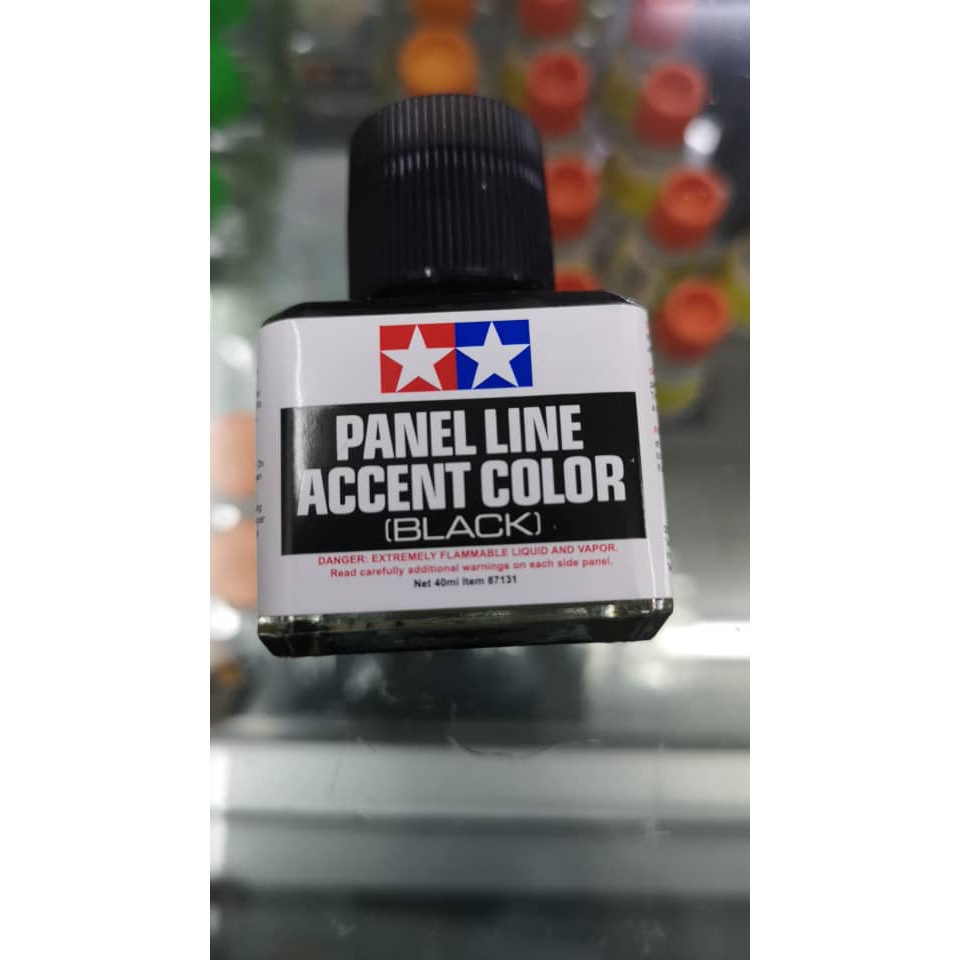 PANEL LINE
ACCENT COLOR
(BLACK)
DANGER: EXTREMELY FLAMMABLE LIQUID AND VAPOR.
Read carefully additional warnings on each side panel.
Net 40ml Item 87131